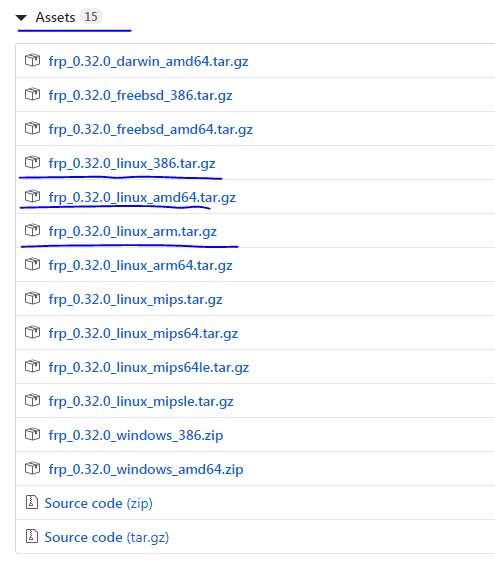 Assets 15
frp_0.32.0_darwin_amd64.tar.gz
frp_0.32.0_freebsd_386.tar.gz
frp_0.32.0_freebsd_amd64.tar.gz
frp_0.32.0_linux_386.tar.gz
frp_0.32.0_linux_amd64.tar.gz
frp_0.32.0_linux_arm.tar.gz
frp_0.32.0_linux_arm64.tar.gz
frp_0.32.0_linux_mips.tar.gz
frp_0.32.0_linux_mips64.tar.gz
frp_0.32.0_linux_mips64le.tar.gz
frp_0.32.0_linux_mipsle.tar.gz
frp_0.32.0_windows_386.zip
frp_0.32.0_windows_amd64.zip
Source code (zip)
Source code (tar.gz)